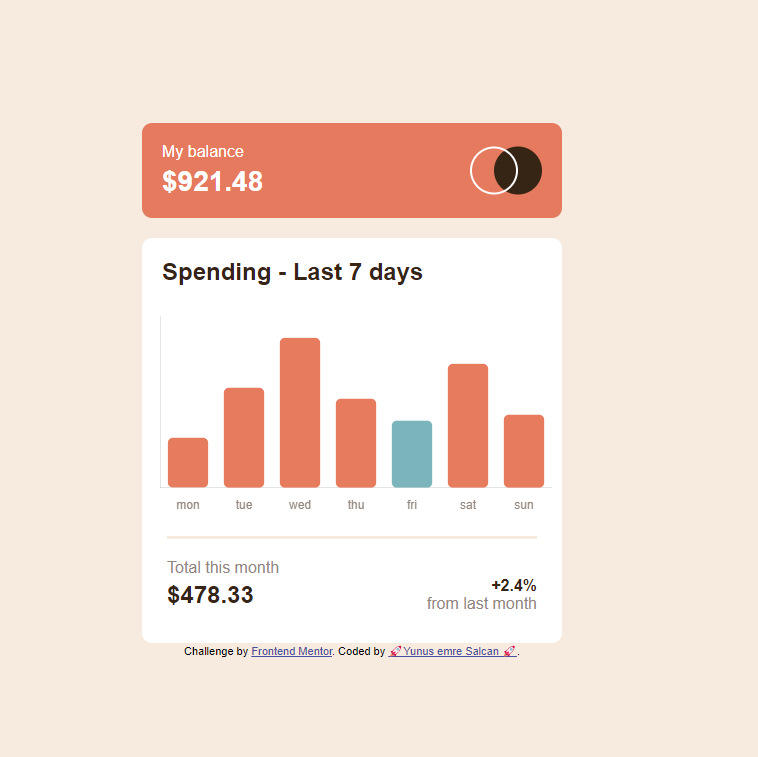 My balance
$921.48
Spending - Last 7 days
mon tue wed thu fri sat sun
Total this month
$478.33
+2.4%
from last month
Challenge by Frontend Mentor. Coded by 🚀Yunus emre Salcan 🚀.